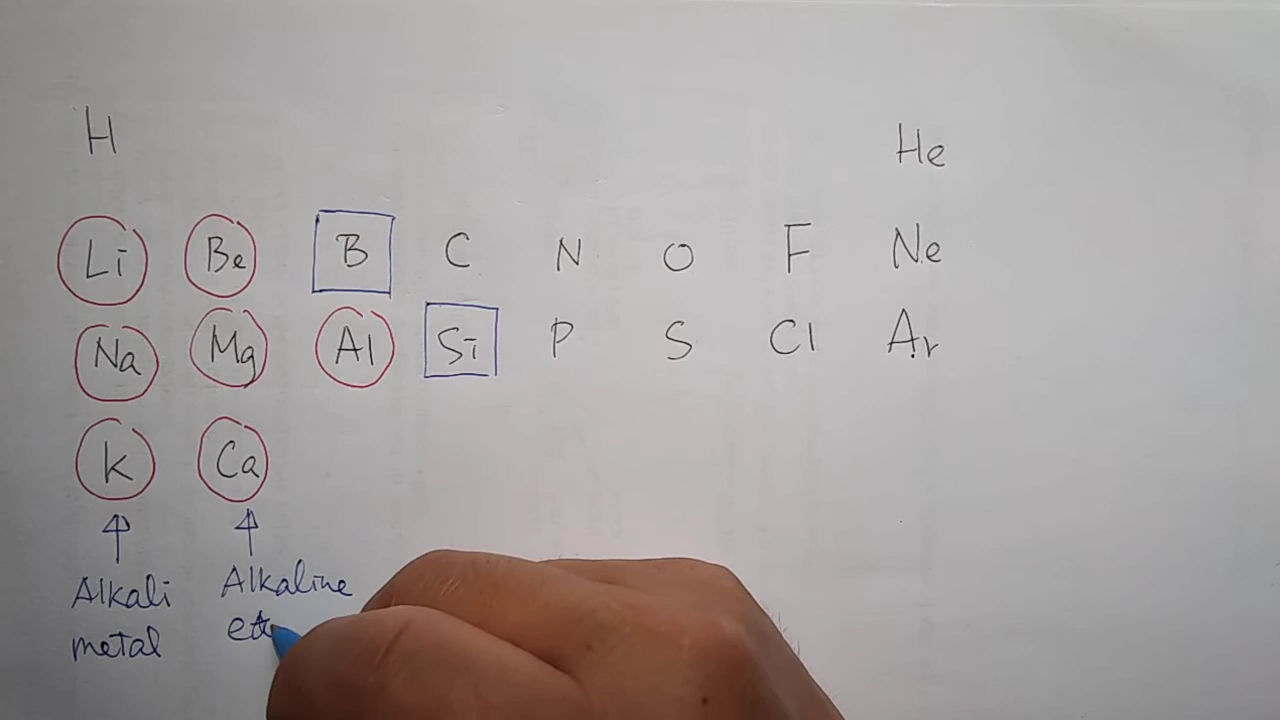 H He
Li Be B C N O F Ne
Na Mg Al Si P S Cl Ar
K Ca
Alkali Alkaline
metal